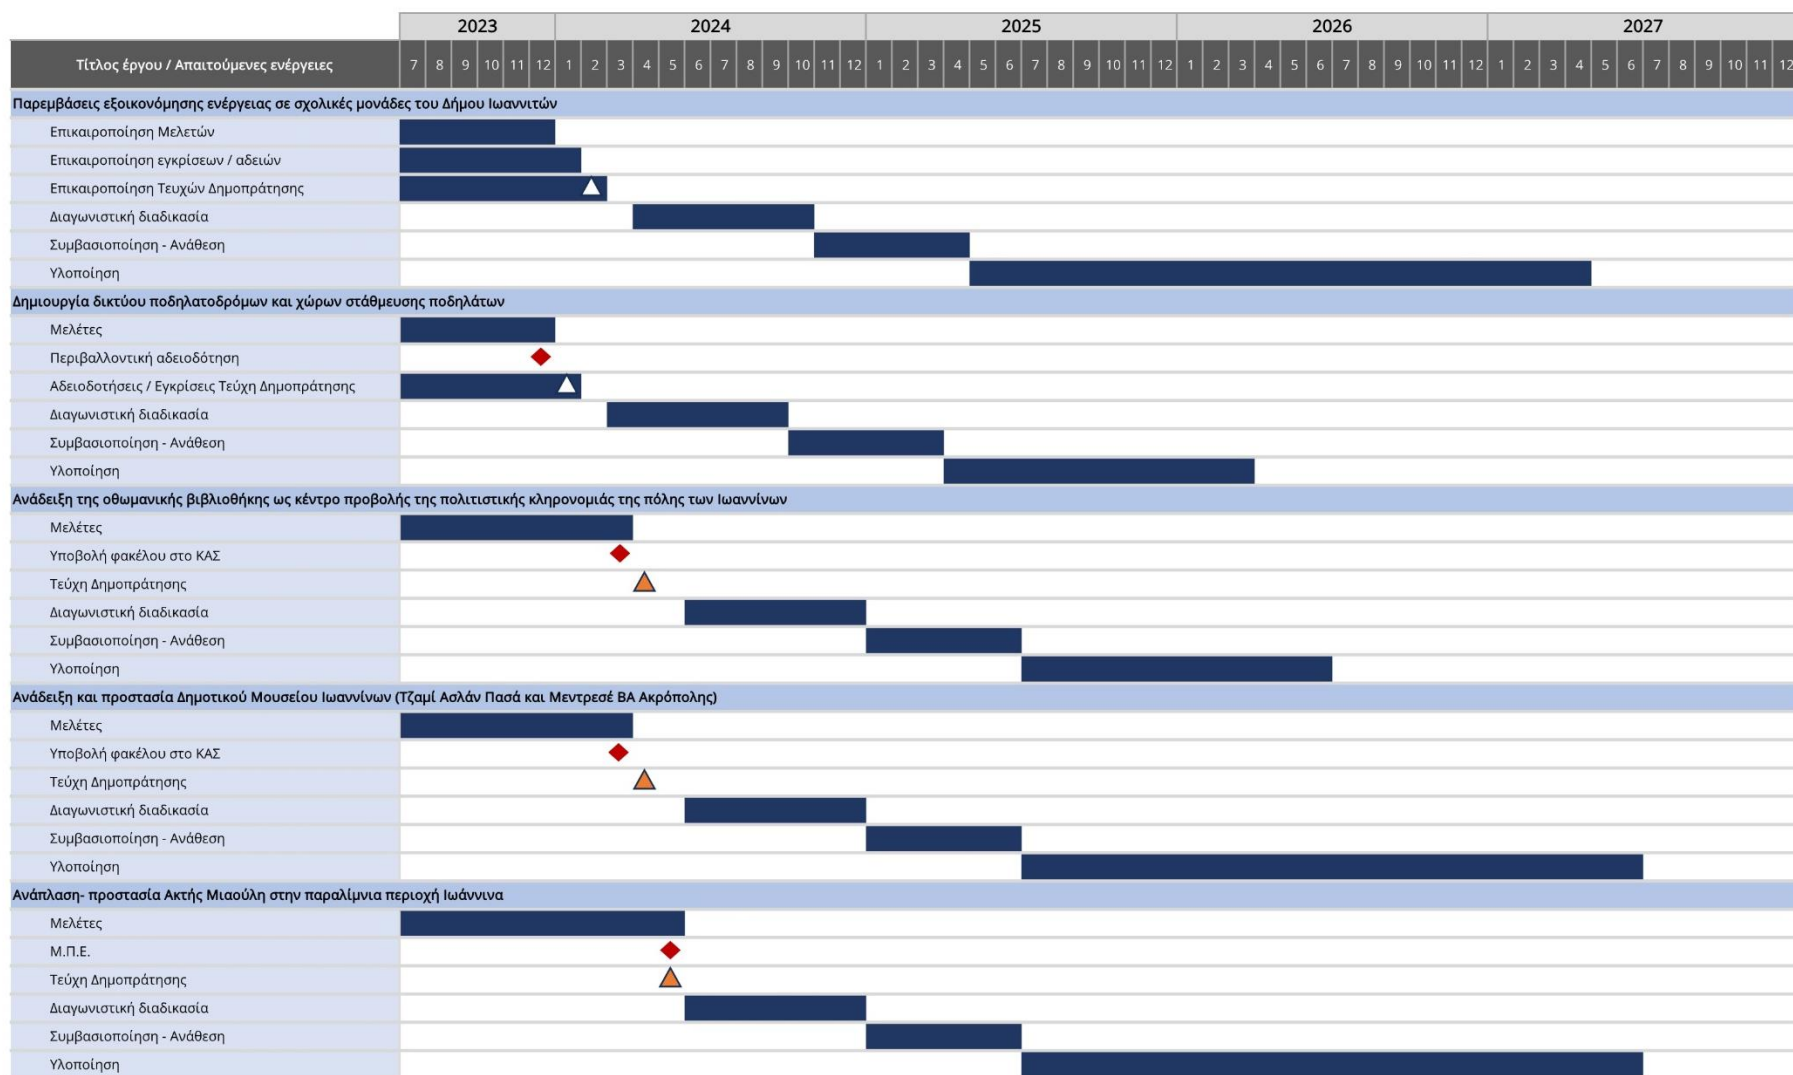 2023 2024 2025 2026 2027
Τίτλος έργου / Απαιτούμενες ενέργειες 7 8 9 10 11 12 1 2 3 4 5 6 7 8 9 10 11 12 1 2 3 4 5 6 7 8 9 10 11 12 1 2 3 4 5 6 7 8 9 10 11 12 1 2 3 4 5 6 7 8 9 10 11 12
Παρεμβάσεις εξοικονόμησης ενέργειας σε σχολικές μονάδες του Δήμου Ιωαννιτών
Επικαιροποίηση Μελετών
Επικαιροποίηση εγκρίσεων / αδειών
Επικαιροποίηση Τευχών Δημοπράτησης
Διαγωνιστική διαδικασία
Συμβασιοποίηση - Ανάθεση
Υλοποίηση
Δημιουργία δικτύου ποδηλατοδρόμων και χώρων στάθμευσης ποδηλάτων
Μελέτες
Περιβαλλοντική αδειοδότηση
Αδειοδοτήσεις / Εγκρίσεις Τεύχη Δημοπράτησης
Διαγωνιστική διαδικασία
Συμβασιοποίηση - Ανάθεση
Υλοποίηση
Ανάδειξη της οθωμανικής βιβλιοθήκης ως κέντρο προβολής της πολιτιστικής κληρονομιάς της πόλης των Ιωαννίνων
Μελέτες
Υποβολή φακέλου στο ΚΑΣ
Τεύχη Δημοπράτησης
Διαγωνιστική διαδικασία
Συμβασιοποίηση - Ανάθεση
Υλοποίηση
Ανάδειξη και προστασία Δημοτικού Μουσείου Ιωαννίνων (Τζαμί Ασλάν Πασά και Μεντρεσέ ΒΑ Ακρόπολης)
Μελέτες
Υποβολή φακέλου στο ΚΑΣ
Τεύχη Δημοπράτησης
Διαγωνιστική διαδικασία
Συμβασιοποίηση - Ανάθεση
Υλοποίηση
Ανάπλαση- προστασία Ακτής Μιαούλη στην παραλίμνια περιοχή Ιωάννινα
Μελέτες
Μ.Π.Ε.
Τεύχη Δημοπράτησης
Διαγωνιστική διαδικασία
Συμβασιοποίηση - Ανάθεση
Υλοποίηση